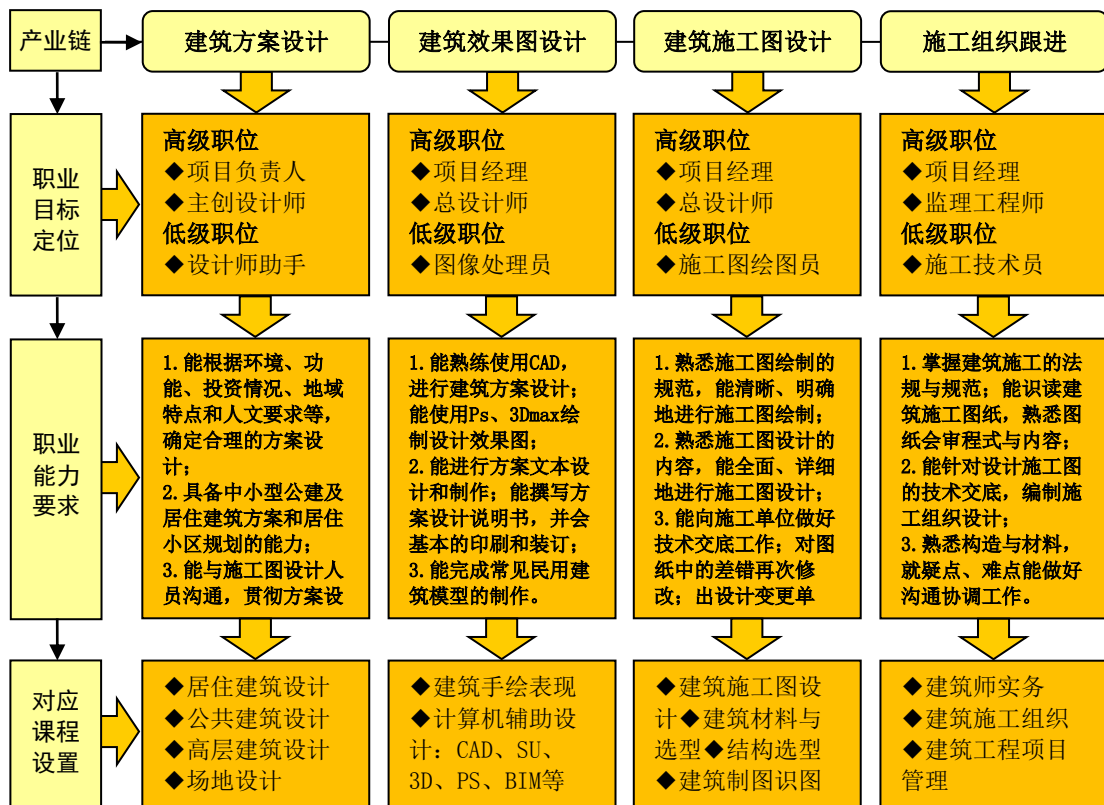 产业链
建筑方案设计
建筑效果图设计
建筑施工图设计
施工组织跟进
职业
目标
定位
高级职位
◆项目负责人
◆主创设计师
低级职位
◆设计师助手
高级职位
◆项目经理
◆总设计师
低级职位
◆图像处理员
高级职位
◆项目经理
◆总设计师
低级职位
◆施工图绘图员
高级职位
◆项目经理
◆监理工程师
低级职位
◆施工技术员
职业
能力
要求
1.能根据环境、功
能、投资情况、地域
特点和人文要求等，
确定合理的方案设
计；
2.具备中小型公建及
居住建筑方案和居住
小区规划的能力；
3.能与施工图设计人
员沟通，贯彻方案设
1.能熟练使用CAD，
进行建筑方案设计；
能使用Ps、3Dmax绘
制设计效果图；
2.能进行方案文本设
计和制作；能撰写方
案设计说明书，并会
基本的印刷和装订；
3.能完成常见民用建
筑模型的制作。
1.熟悉施工图绘制的
规范，能清晰、明确
地进行施工图绘制；
2.熟悉施工图设计的
内容，能全面、详细
地进行施工图设计；
3.能向施工单位做好
技术交底工作；对图
纸中的差错再次修
改；出设计变更单
1.掌握建筑施工的法
规与规范；能识读建
筑施工图纸，熟悉图
纸会审程式与内容；
2.能针对设计施工图
的技术交底，编制施
工组织设计；
3.熟悉构造与材料，
就疑点、难点能做好
沟通协调工作。
对应
课程
设置
◆居住建筑设计
◆公共建筑设计
◆高层建筑设计
◆场地设计
◆建筑手绘表现
◆计算机辅助设
计：CAD、SU、
3D、PS、BIM等
◆建筑施工图设
计◆建筑材料与
选型◆结构选型
◆建筑制图识图
◆建筑师实务
◆建筑施工组织
◆建筑工程项目
管理